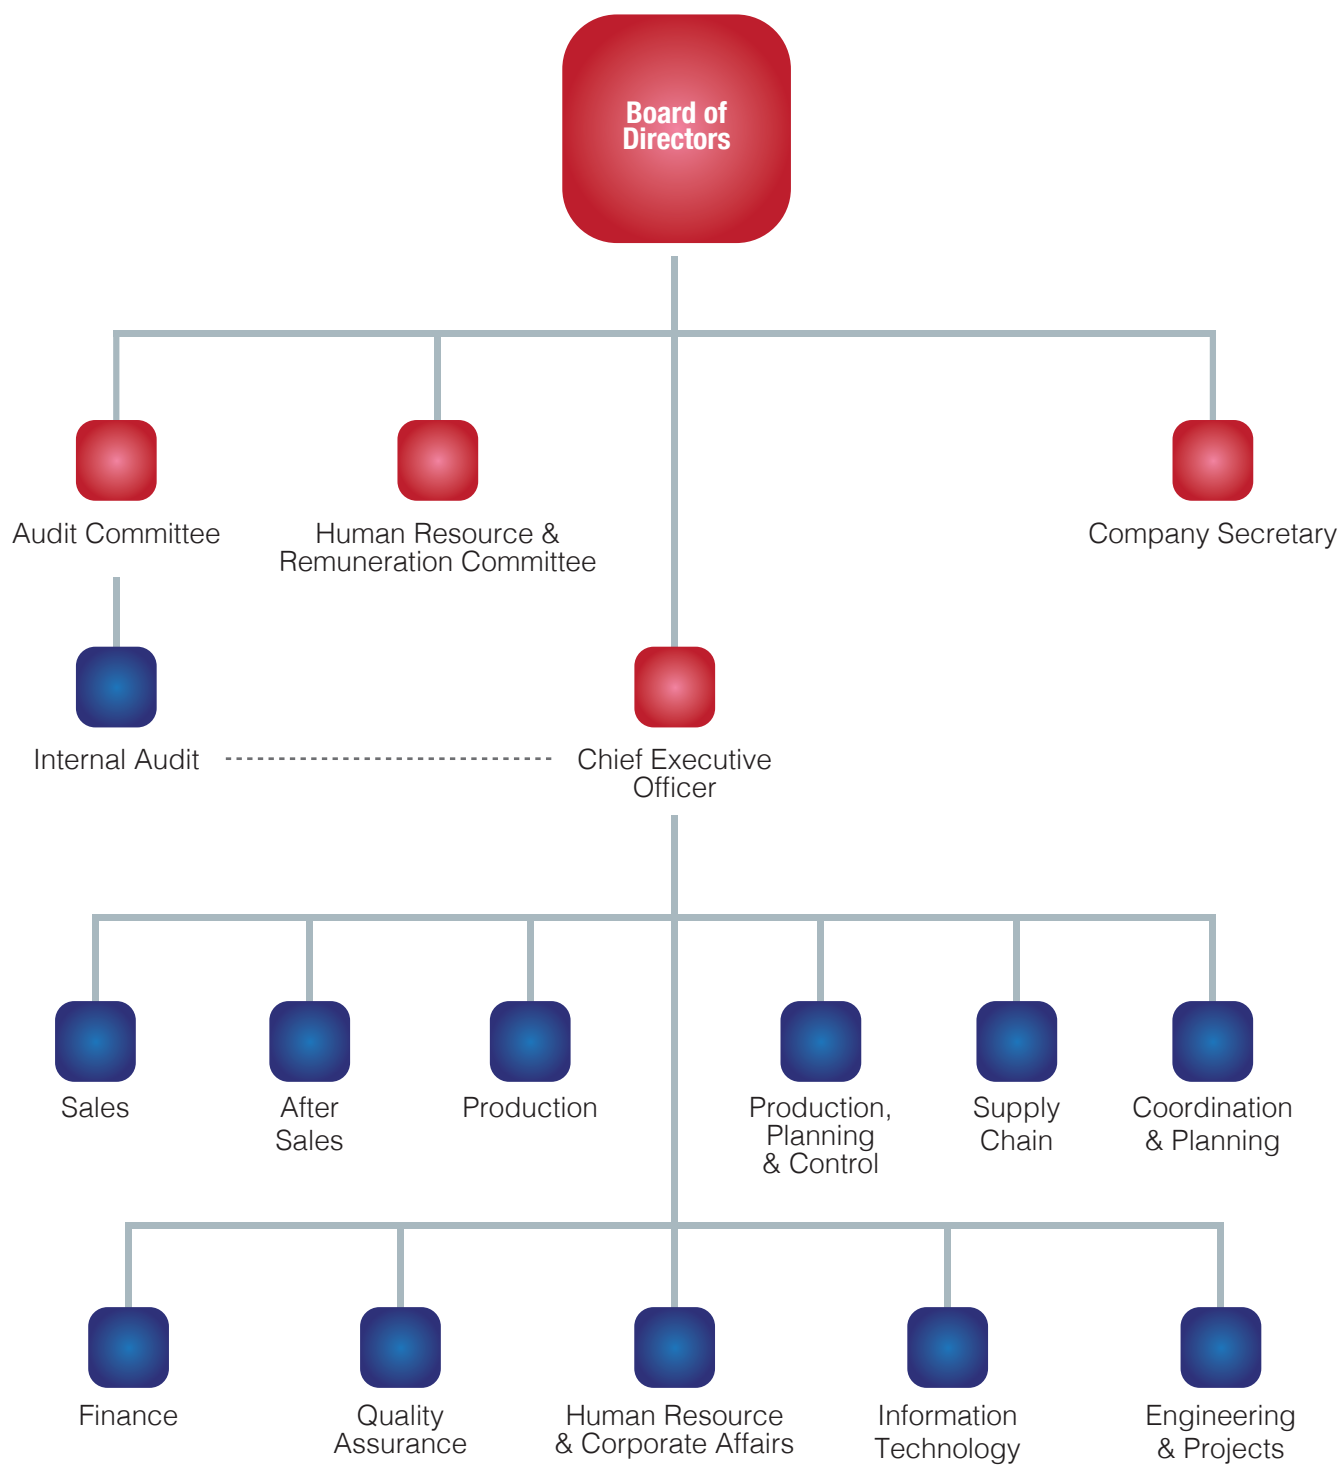 Board of
Directors
Audit Committee
Human Resource &
Remuneration Committee
Company Secretary
Internal Audit
Chief Executive
Officer
Sales
After
Sales
Production
Production,
Planning
& Control
Supply
Chain
Coordination
& Planning
Finance
Quality
Assurance
Human Resource
& Corporate Affairs
Information
Technology
Engineering
& Projects